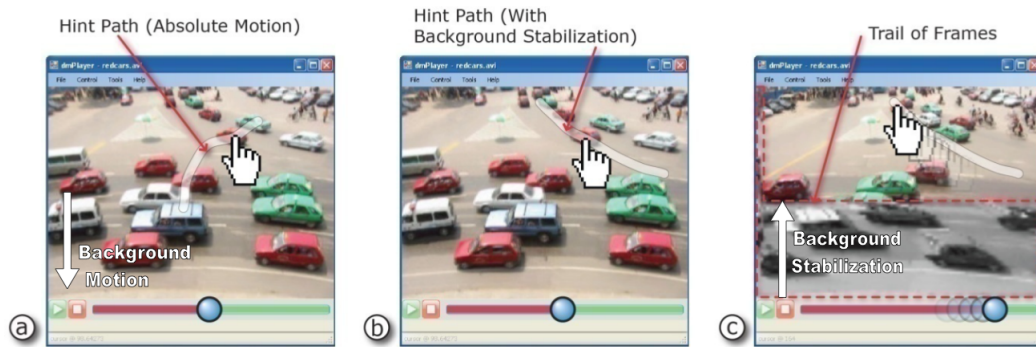 Hint Path (Absolute Motion)
Hint Path (With
Background Stabilization)
Trail of Frames
dmPlayer - redcars.avi
File Control Tools Help
Background
Motion
a
dmPlayer - redcars.avi
File Control Tools Help
b
dmPlayer - redcars.avi
File Control Tools Help
Background
Stabilization
c